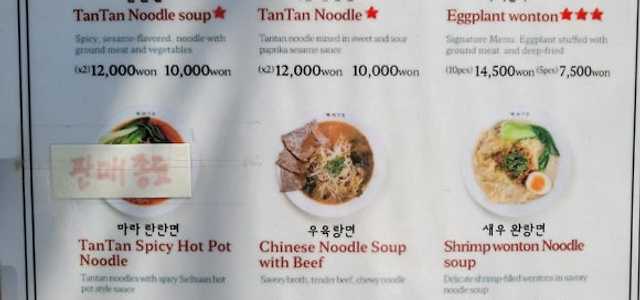 TanTan Noodle soup★
Spicy, sesame-flavored, noodle with
ground meat and vegetables
(x2)12,000won 10,000won
TanTan Noodle★
Tantan noodle mixed in sweet and sour
paprika sesame sauce
(x2)12,000won 10,000won
Eggplant wonton★★★
Signature Menu. Eggplant stuffed with
ground meat and deep-fried
(10pcs)14,500won (5pcs)7,500won
판매종료
마라 탄탄면
TanTan Spicy Hot Pot
Noodle
Tantan noodles with spicy Sichuan hot
pot style sauce
우육탕면
Chinese Noodle Soup
with Beef
Savory broth, tender beef, chewy noodle
새우 완탕면
Shrimp wonton Noodle
soup
Delicate shrimp-filled wontons in savory
noodle soup